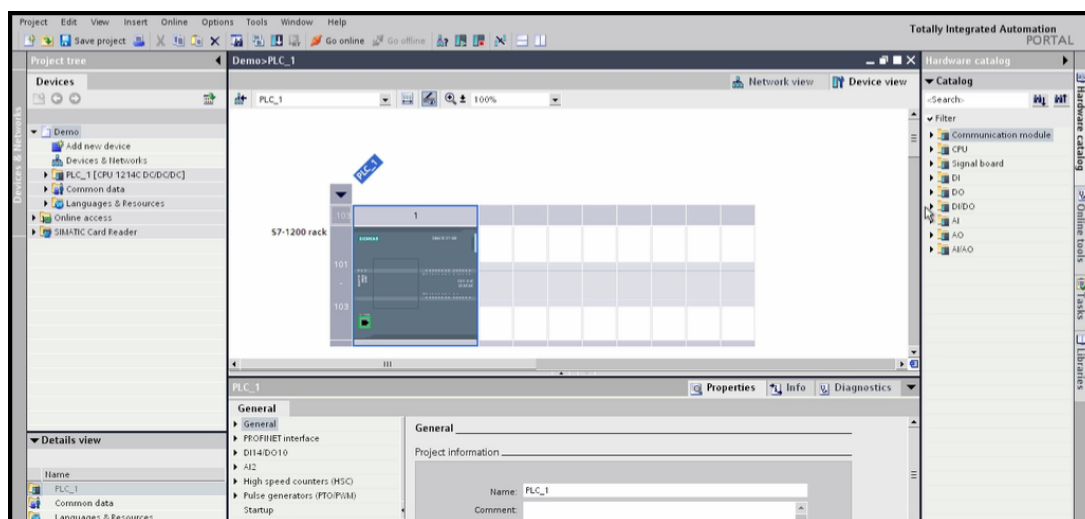 Project Edit View Insert Online Options Tools Window Help
Totally Integrated Automation
PORTAL
Save project Go online Go offline
Project tree
Devices
Demo
Add new device
Devices & Networks
PLC_1 [CPU 1214C DC/DC/DC]
Common data
Languages & Resources
Online access
SIMATIC Card Reader
Devices & Networks
Details view
Name
PLC_1
Common data
Languages & Resources
Demo>PLC_1
Network view Device view
PLC_1 100%
PLC_1
103 1
S7-1200 rack
101
-
103
SIEMENS
PLC_1
Properties Info Diagnostics
General
General
PROFINET interface
DI14/DO10
AI2
High speed counters (HSC)
Pulse generators (PTO/PWM)
Startup
General
Project information
Name: PLC_1
Comment:
Hardware catalog
Catalog
<Search>
Filter
Communication module
CPU
Signal board
DI
DO
DI/DO
AI
AO
AI/AO
Hardware catalog
Online tools
Tasks
Libraries